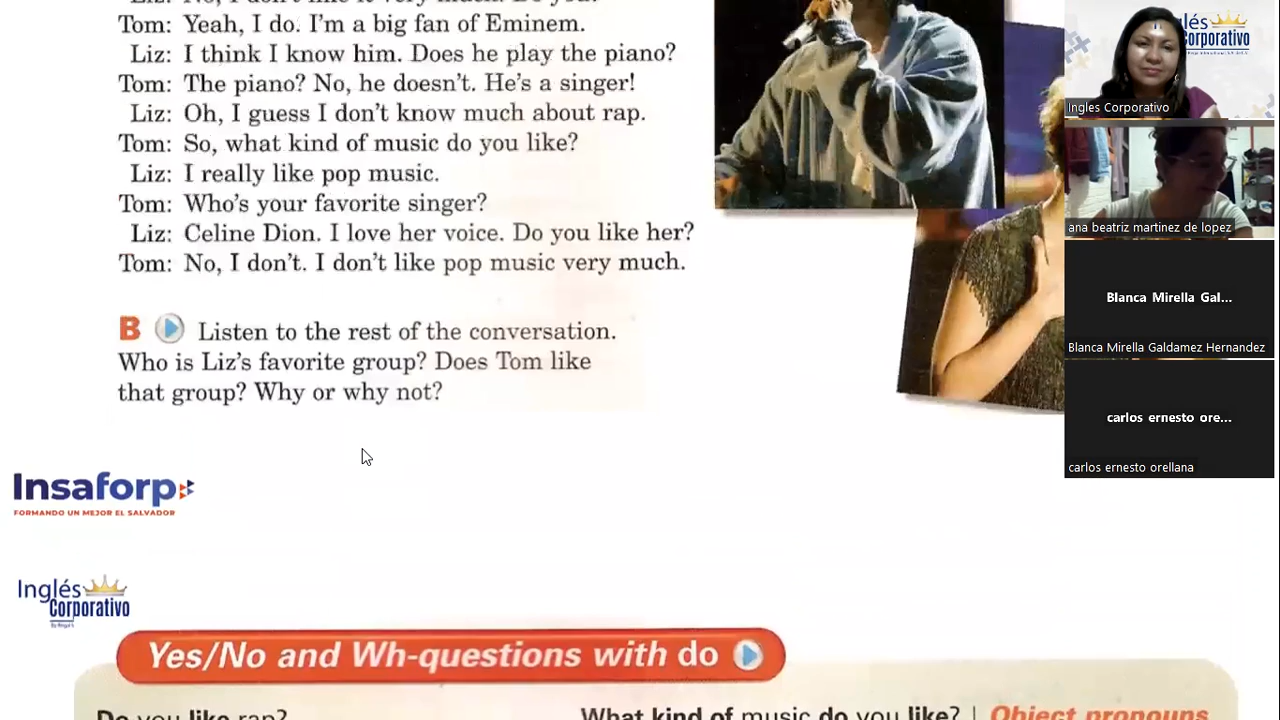 Tom: Yeah, I do. I'm a big fan of Eminem.
Liz: I think I know him. Does he play the piano?
Tom: The piano? No, he doesn't. He's a singer!
Liz: Oh, I guess I don't know much about rap.
Tom: So, what kind of music do you like?
Liz: I really like pop music.
Tom: Who's your favorite singer?
Liz: Celine Dion. I love her voice. Do you like her?
Tom: No, I don't. I don't like pop music very much.
B Listen to the rest of the conversation.
Who is Liz's favorite group? Does Tom like
that group? Why or why not?
Insaforp
FORMANDO UN MEJOR EL SALVADOR
Inglés
Corporativo
Yes/No and Wh-questions with do
Do you like rap?
What kind of music do you like?
Object pronouns
Corporativo
Ingles Corporativo
ana beatriz martinez de lopez
Blanca Mirella Gal...
Blanca Mirella Galdamez Hernandez
carlos ernesto ore...
carlos ernesto orellana